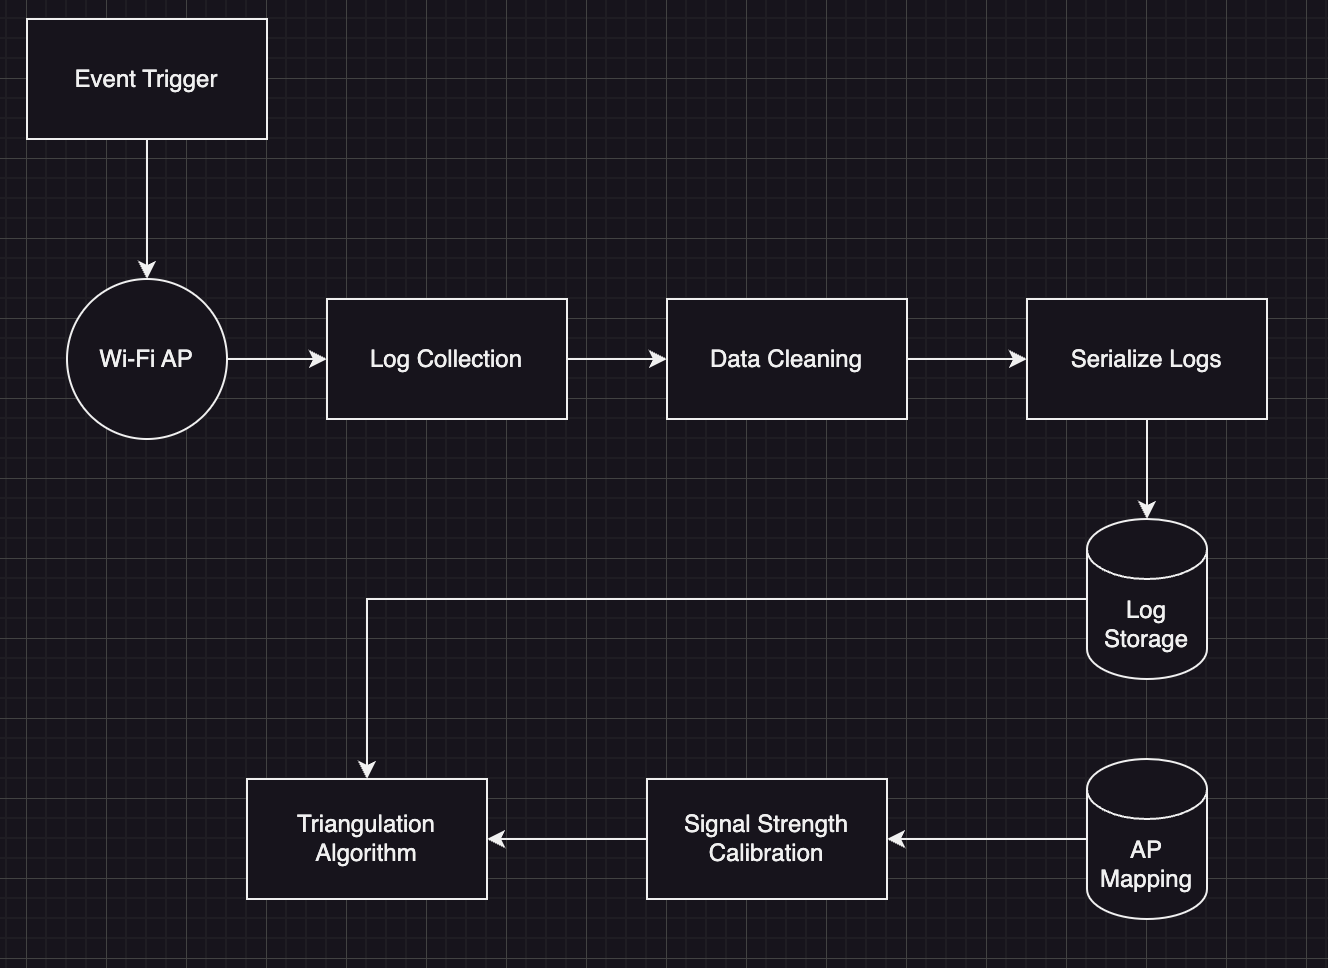 Event Trigger
Wi-Fi AP
Log Collection
Data Cleaning
Serialize Logs
Log
Storage
Triangulation
Algorithm
Signal Strength
Calibration
AP
Mapping